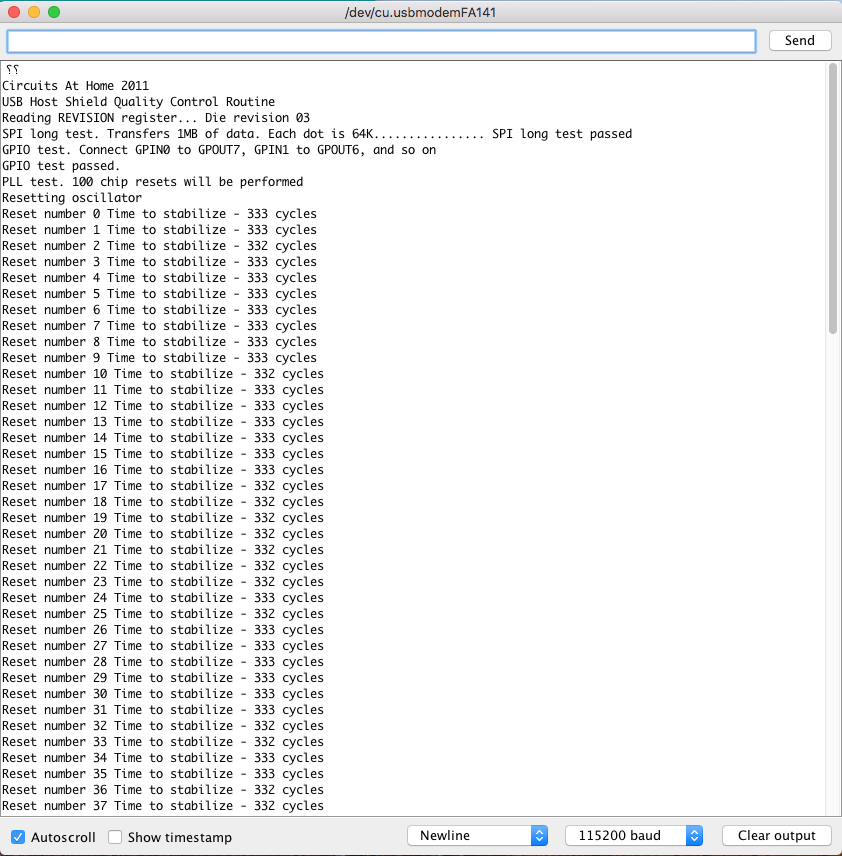 /dev/cu.usbmodemFA141
Send
⸮⸮
Circuits At Home 2011
USB Host Shield Quality Control Routine
Reading REVISION register... Die revision 03
SPI long test. Transfers 1MB of data. Each dot is 64K................ SPI long test passed
GPIO test. Connect GPIN0 to GPOUT7, GPIN1 to GPOUT6, and so on
GPIO test passed.
PLL test. 100 chip resets will be performed
Resetting oscillator
Reset number 0 Time to stabilize - 333 cycles
Reset number 1 Time to stabilize - 333 cycles
Reset number 2 Time to stabilize - 332 cycles
Reset number 3 Time to stabilize - 333 cycles
Reset number 4 Time to stabilize - 333 cycles
Reset number 5 Time to stabilize - 333 cycles
Reset number 6 Time to stabilize - 333 cycles
Reset number 7 Time to stabilize - 333 cycles
Reset number 8 Time to stabilize - 333 cycles
Reset number 9 Time to stabilize - 333 cycles
Reset number 10 Time to stabilize - 332 cycles
Reset number 11 Time to stabilize - 333 cycles
Reset number 12 Time to stabilize - 333 cycles
Reset number 13 Time to stabilize - 333 cycles
Reset number 14 Time to stabilize - 333 cycles
Reset number 15 Time to stabilize - 333 cycles
Reset number 16 Time to stabilize - 333 cycles
Reset number 17 Time to stabilize - 332 cycles
Reset number 18 Time to stabilize - 332 cycles
Reset number 19 Time to stabilize - 332 cycles
Reset number 20 Time to stabilize - 332 cycles
Reset number 21 Time to stabilize - 332 cycles
Reset number 22 Time to stabilize - 332 cycles
Reset number 23 Time to stabilize - 332 cycles
Reset number 24 Time to stabilize - 333 cycles
Reset number 25 Time to stabilize - 332 cycles
Reset number 26 Time to stabilize - 333 cycles
Reset number 27 Time to stabilize - 333 cycles
Reset number 28 Time to stabilize - 333 cycles
Reset number 29 Time to stabilize - 333 cycles
Reset number 30 Time to stabilize - 333 cycles
Reset number 31 Time to stabilize - 333 cycles
Reset number 32 Time to stabilize - 332 cycles
Reset number 33 Time to stabilize - 332 cycles
Reset number 34 Time to stabilize - 333 cycles
Reset number 35 Time to stabilize - 333 cycles
Reset number 36 Time to stabilize - 332 cycles
Reset number 37 Time to stabilize - 332 cycles
Autoscroll Show timestamp Newline 115200 baud Clear output